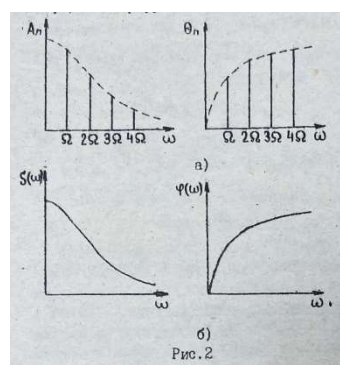 Aₙ θₙ
Ω 2Ω 3Ω 4Ω ω Ω 2Ω 3Ω 4Ω ω
а)
S(ω) φ(ω)
ω ω
б)
Рис.2